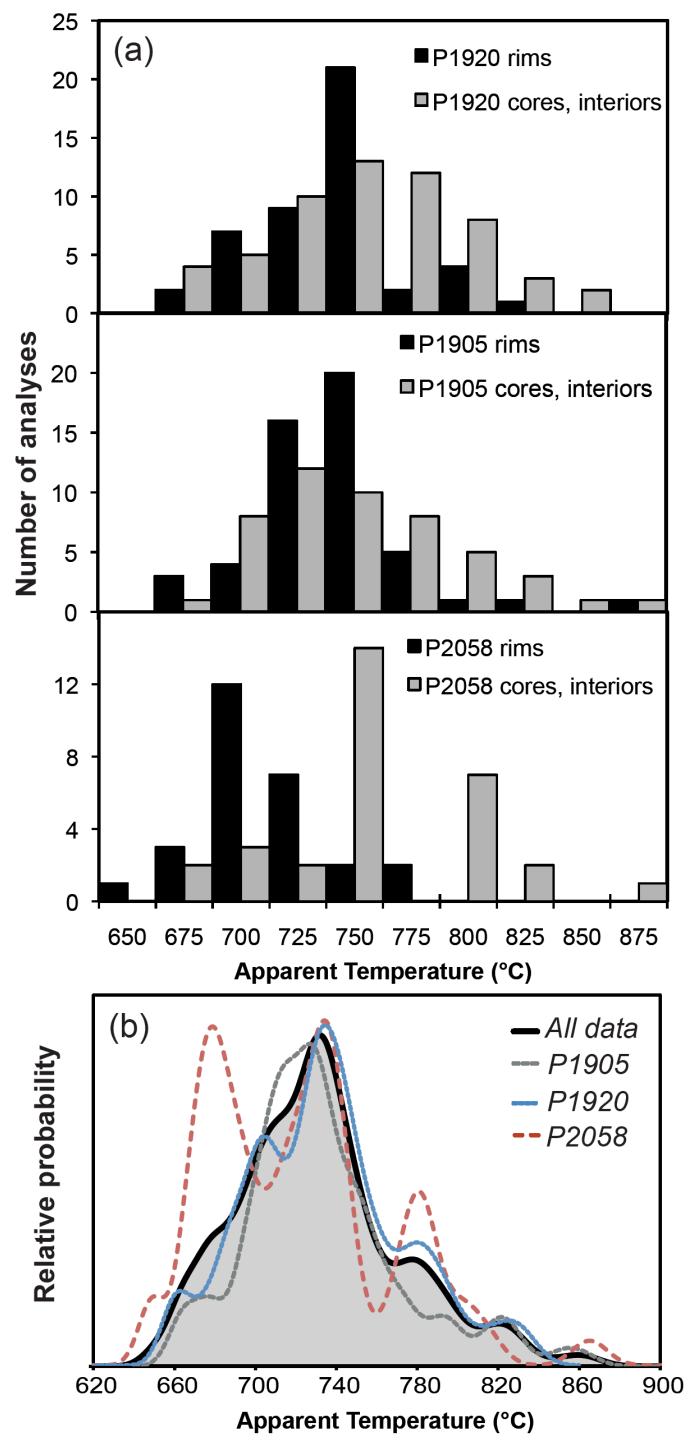 (a)
25
20
15
10
5
0
P1920 rims
P1920 cores, interiors
Number of analyses
20
15
10
5
0
P1905 rims
P1905 cores, interiors
12
8
4
0
P2058 rims
P2058 cores, interiors
650 675 700 725 750 775 800 825 850 875
Apparent Temperature (°C)
(b)
Relative probability
All data
P1905
P1920
P2058
620 660 700 740 780 820 860 900
Apparent Temperature (°C)